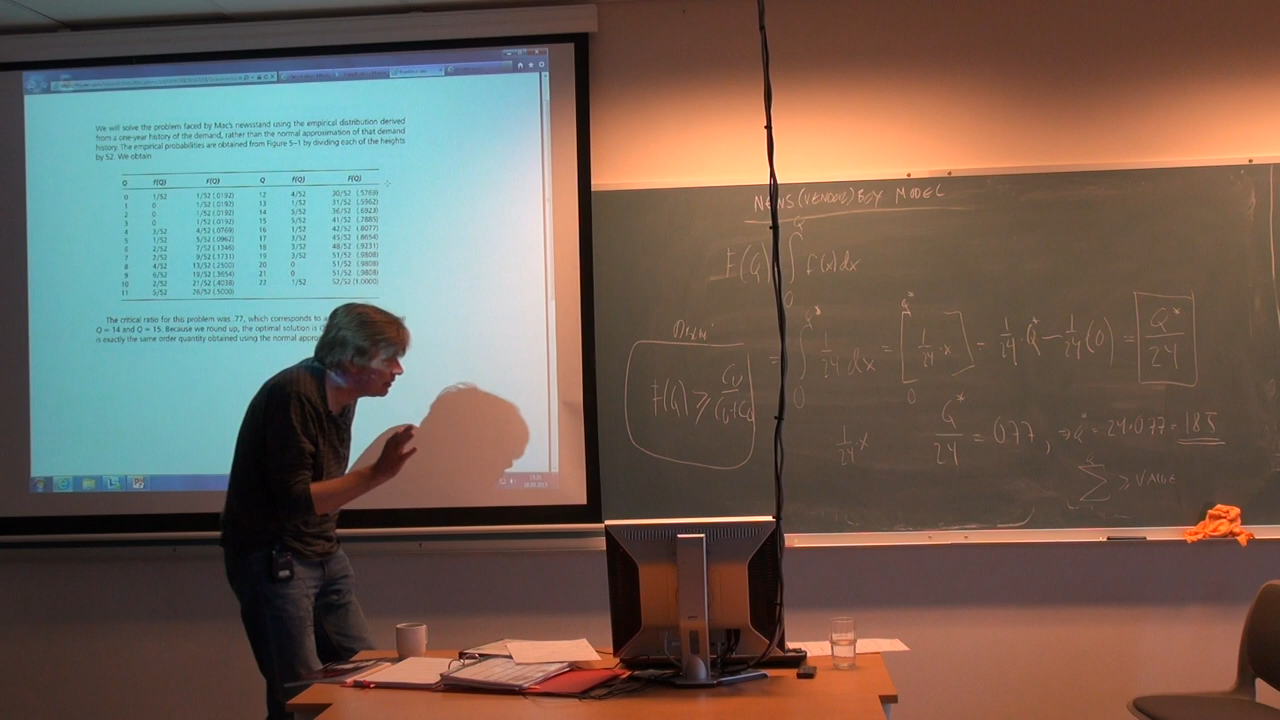 We will solve the problem faced by Mac's newsstand using the empirical distribution derived
from a one-year history of the demand, rather than the normal approximation of that demand
history. The empirical probabilities are obtained from Figure 5–1 by dividing each of the heights
by 52. We obtain
Q f(Q) F(Q) Q f(Q) F(Q)
0 1/52 1/52 (.0192) 12 4/52 30/52 (.5769)
1 0 1/52 (.0192) 13 1/52 31/52 (.5962)
2 0 1/52 (.0192) 14 5/52 36/52 (.6923)
3 0 1/52 (.0192) 15 5/52 41/52 (.7885)
4 3/52 4/52 (.0769) 16 1/52 42/52 (.8077)
5 1/52 5/52 (.0962) 17 3/52 45/52 (.8654)
6 2/52 7/52 (.1346) 18 3/52 48/52 (.9231)
7 2/52 9/52 (.1731) 19 3/52 51/52 (.9808)
8 4/52 13/52 (.2500) 20 0 51/52 (.9808)
9 6/52 19/52 (.3654) 21 0 51/52 (.9808)
10 2/52 21/52 (.4038) 22 1/52 52/52 (1.0000)
11 5/52 26/52 (.5000)
The critical ratio for this problem was .77, which corresponds to
Q = 14 and Q = 15. Because we round up, the optimal solution is
is exactly the same order quantity obtained using the normal
NEWS(VENDOR)BOY MODEL
F(Q) ∫ 0 Q f(x)dx
= ∫ 0 Q* 1/24 dx = [1/24 · x] 0 Q* = 1/24 · Q* − 1/24 (0) = Q*/24
F(Q) ≥ Cu/(Cu+Co)
1/24 · x Q*/24 = 0.77, ⇒ Q* = 24·0.77 = 18.5
Σ ≥ VALUE